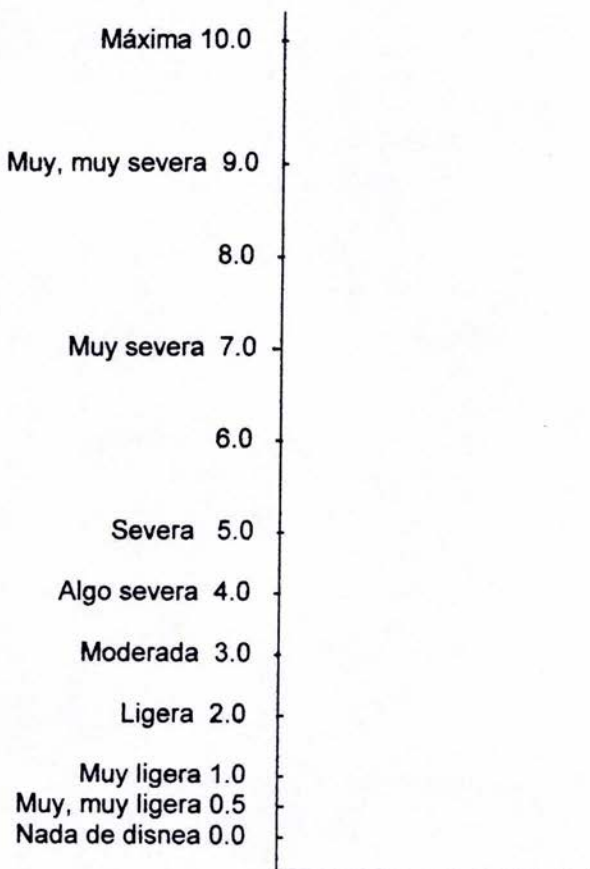 Máxima 10.0
Muy, muy severa 9.0
8.0
Muy severa 7.0
6.0
Severa 5.0
Algo severa 4.0
Moderada 3.0
Ligera 2.0
Muy ligera 1.0
Muy, muy ligera 0.5
Nada de disnea 0.0